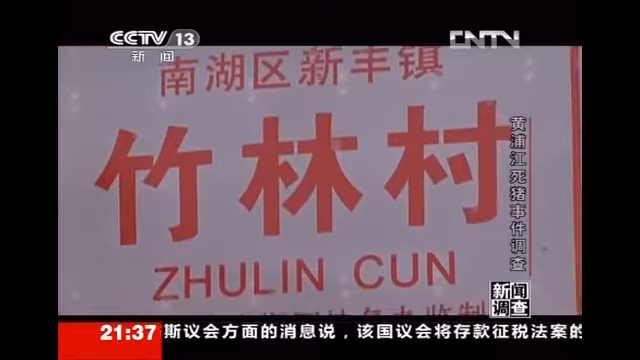 CCTV 13
新闻
CNTV
南湖区新丰镇
竹林村
ZHULIN CUN
黄浦江死猪事件调查
新闻
调查
21:37
斯议会方面的消息说，该国议会将存款征税法案的